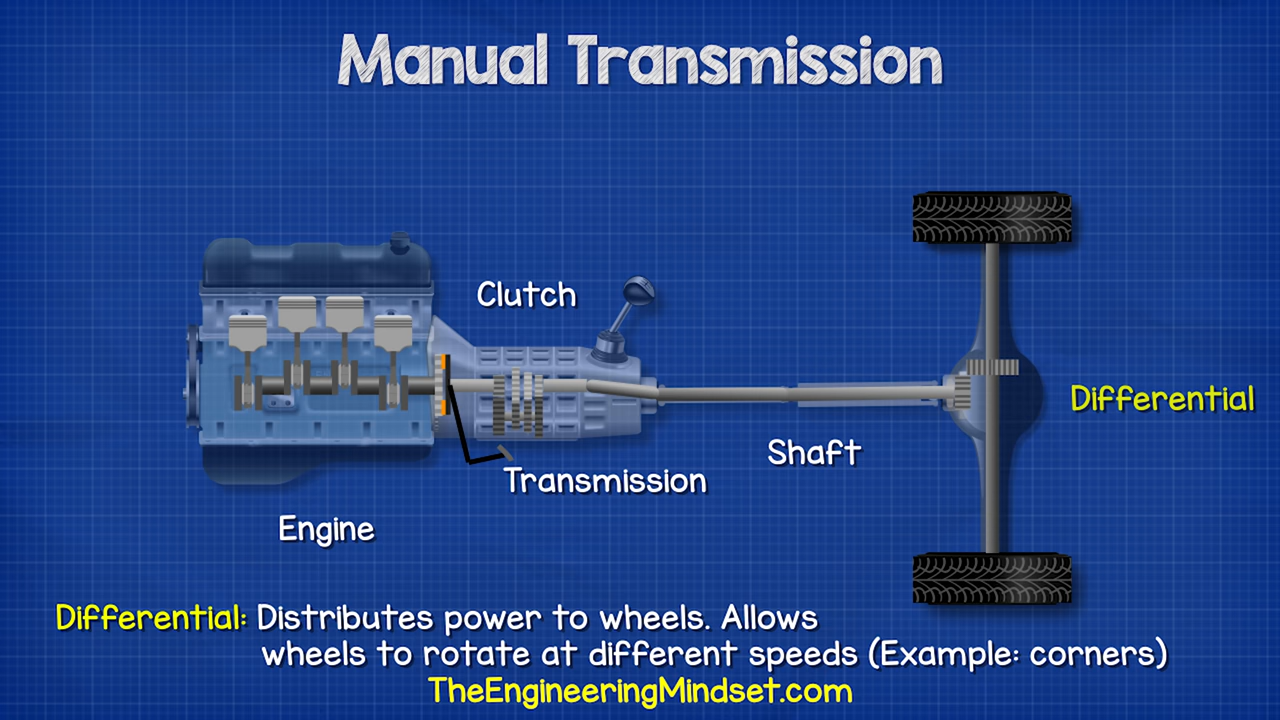 Manual Transmission
Clutch
Differential
Shaft
Transmission
Engine
Differential: Distributes power to wheels. Allows
wheels to rotate at different speeds (Example: corners)
TheEngineeringMindset.com